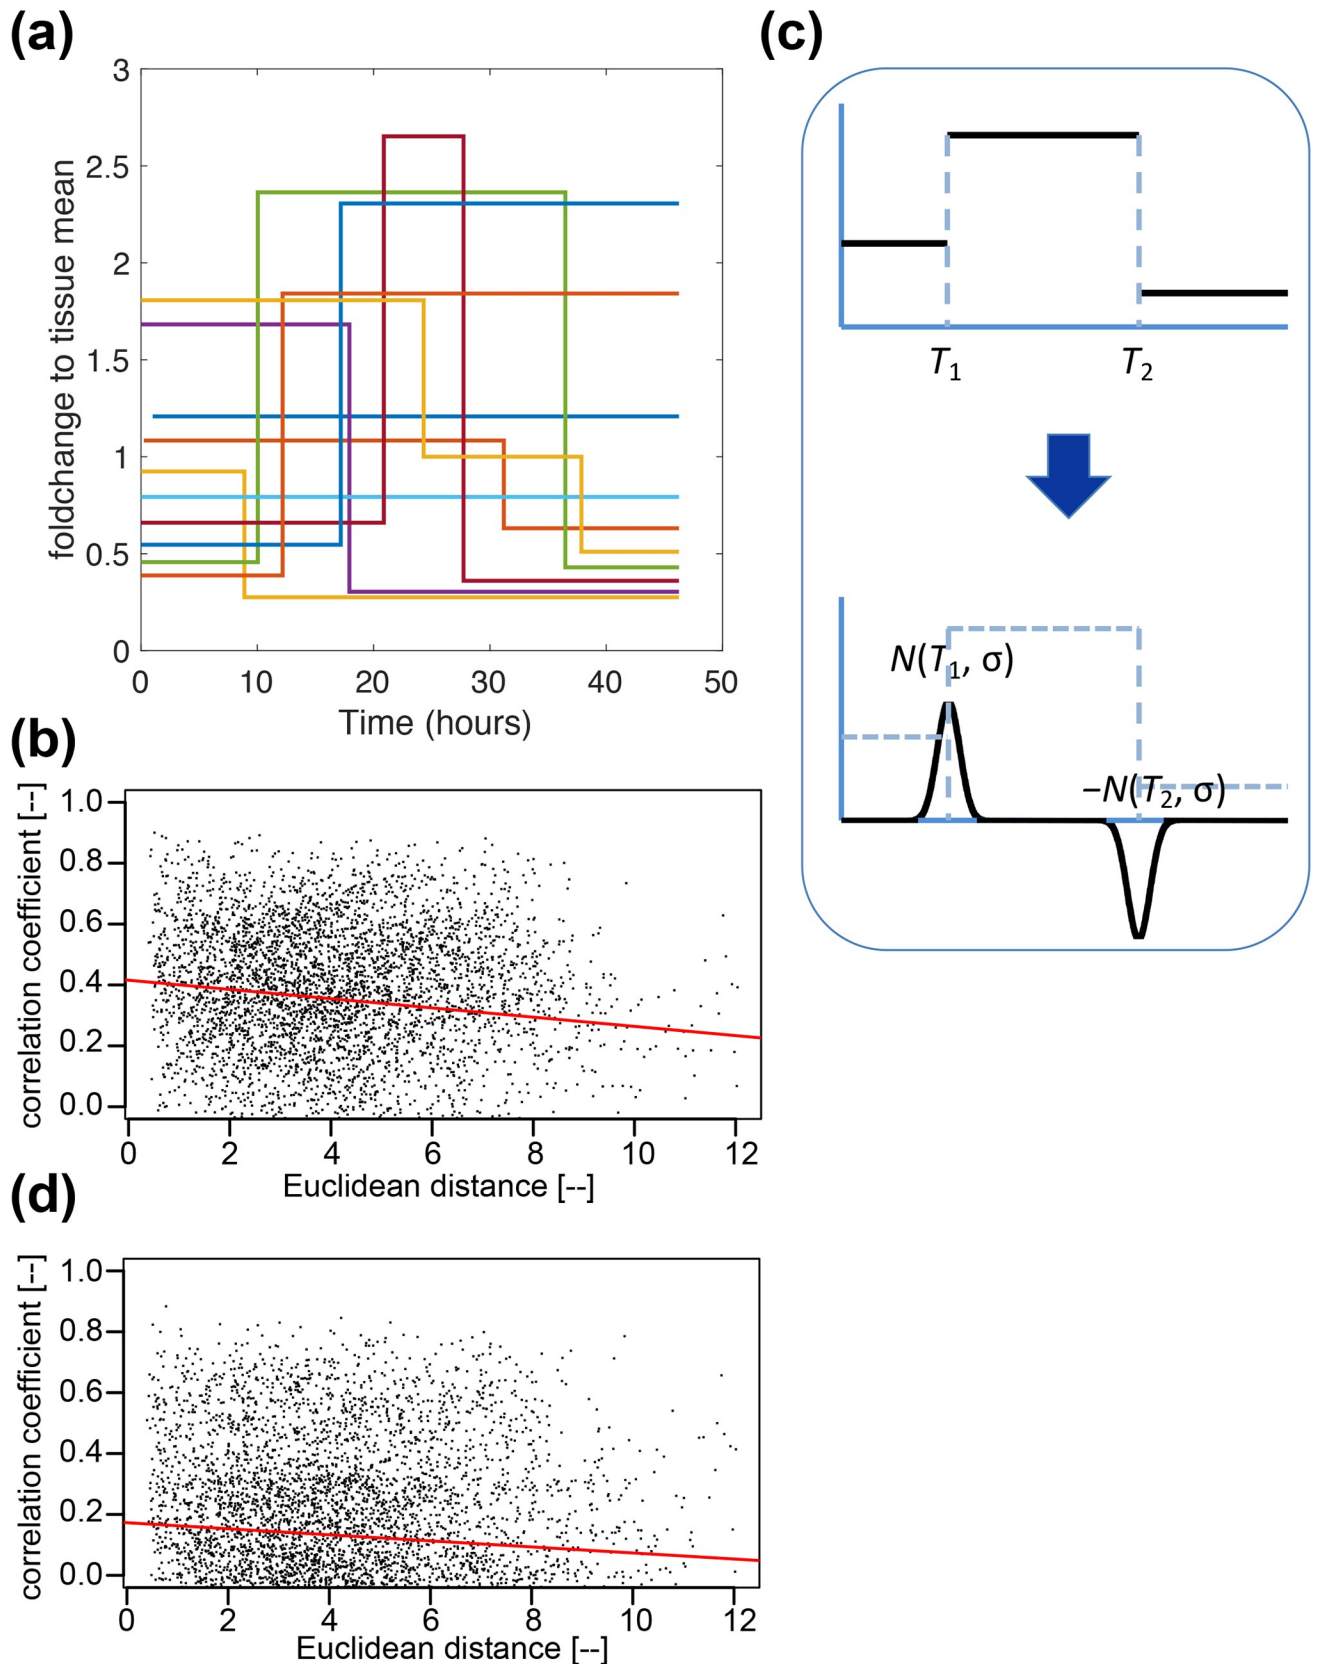 (a)
3
2.5
2
1.5
1
0.5
0
foldchange to tissue mean
0 10 20 30 40 50
Time (hours)
(b)
1.0
0.8
0.6
0.4
0.2
0.0
correlation coefficient [--]
0 2 4 6 8 10 12
Euclidean distance [--]
(c)
T1 T2
N(T1, σ)
−N(T2, σ)
(d)
1.0
0.8
0.6
0.4
0.2
0.0
correlation coefficient [--]
0 2 4 6 8 10 12
Euclidean distance [--]